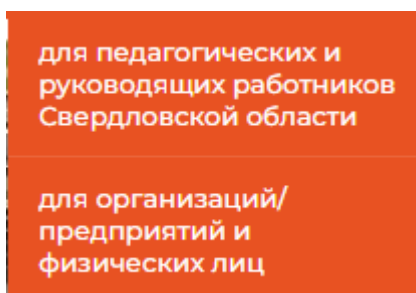 для педагогических и
руководящих работников
Свердловской области
для организаций/
предприятий и
физических лиц